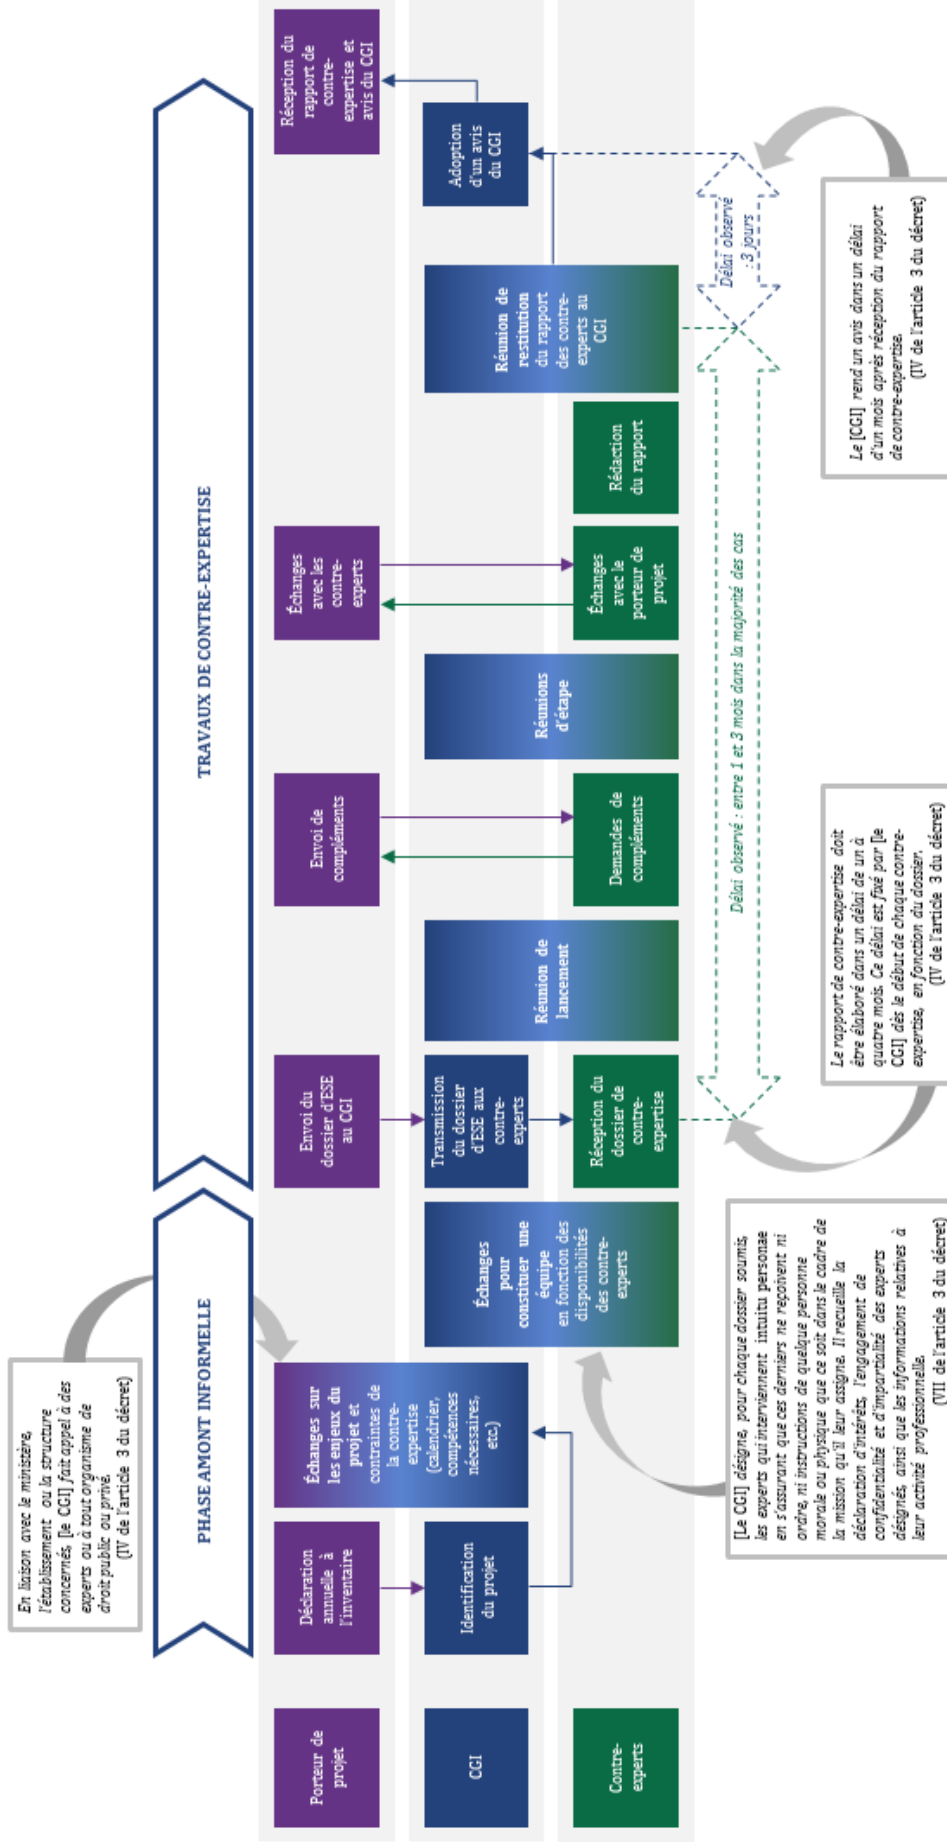 En liaison avec le ministère,
l'établissement ou la structure
concernés, [le CGI] fait appel à des
experts ou à tout organisme de
droit public ou privé.
(IV de l'article 3 du décret)
PHASE AMONT INFORMELLE
TRAVAUX DE CONTRE-EXPERTISE
Porteur de
projet
Déclaration
annuelle à
l'inventaire
Échanges sur
les enjeux du
projet et
contraintes de
la contre-
expertise
(calendrier,
compétences
nécessaires,
etc,)
Envoi du
dossier d'ESE
au CGI
Envoi de
compléments
Échanges
avec les
contre-
experts
Réception du
rapport de
contre-
expertise et
avis du CGI
CGI
Identification
du projet
Échanges
pour
constituer une
équipe
en fonction des
disponibilités
des contre-
experts
Transmission
du dossier
d'ESE aux
contre-
experts
Réunion de
lancement
Réunions
d'étape
Réunion de
restitution
du rapport
des contre-
experts au
CGI
Adoption
d'un avis
du CGI
Contre-
experts
Réception du
dossier de
contre-
expertise
Demandes de
compléments
Échanges
avec le
porteur de
projet
Rédaction
du rapport
Délai observé : entre 1 et 3 mois dans la majorité des cas
Délai observé
: 3 jours
[Le CGI] désigne, pour chaque dossier soumis,
les experts qui interviennent intuitu personae
en s'assurant que ces derniers ne reçoivent ni
ordre, ni instructions de quelque personne
morale ou physique que ce soit dans le cadre de
la mission qu'il leur assigne. Il recueille la
déclaration d'intérêts, l'engagement de
confidentialité et d'impartialité des experts
désignés, ainsi que les informations relatives à
leur activité professionnelle.
(VII de l'article 3 du décret)
Le rapport de contre-expertise doit
être élaboré dans un délai de un à
quatre mois. Ce délai est fixé par [le
CGI] dès le début de chaque contre-
expertise, en fonction du dossier.
(IV de l'article 3 du décret)
Le [CGI] rend un avis dans un délai
d'un mois après réception du rapport
de contre-expertise.
(IV de l'article 3 du décret)